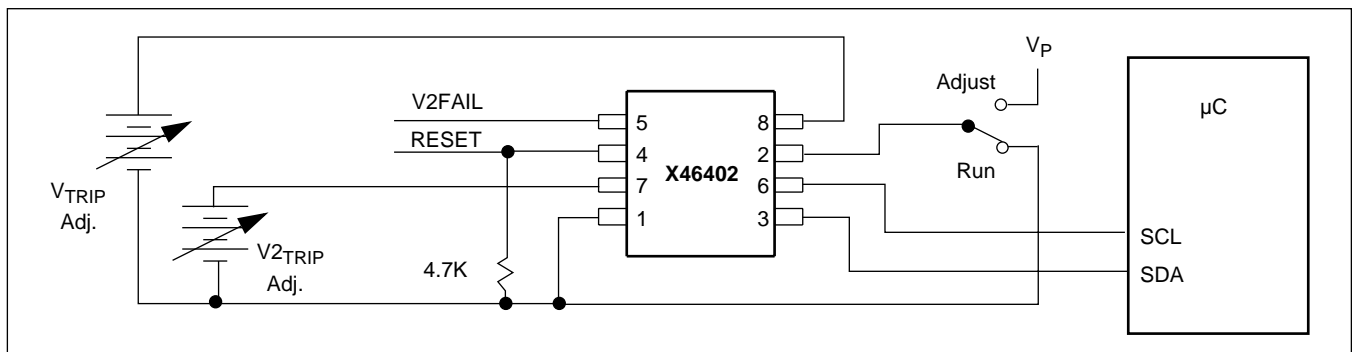 V2FAIL
RESET
VTRIP
Adj.
V2TRIP
Adj.
4.7K
5
4
7
1
X46402
8
2
6
3
VP
Adjust
Run
µC
SCL
SDA